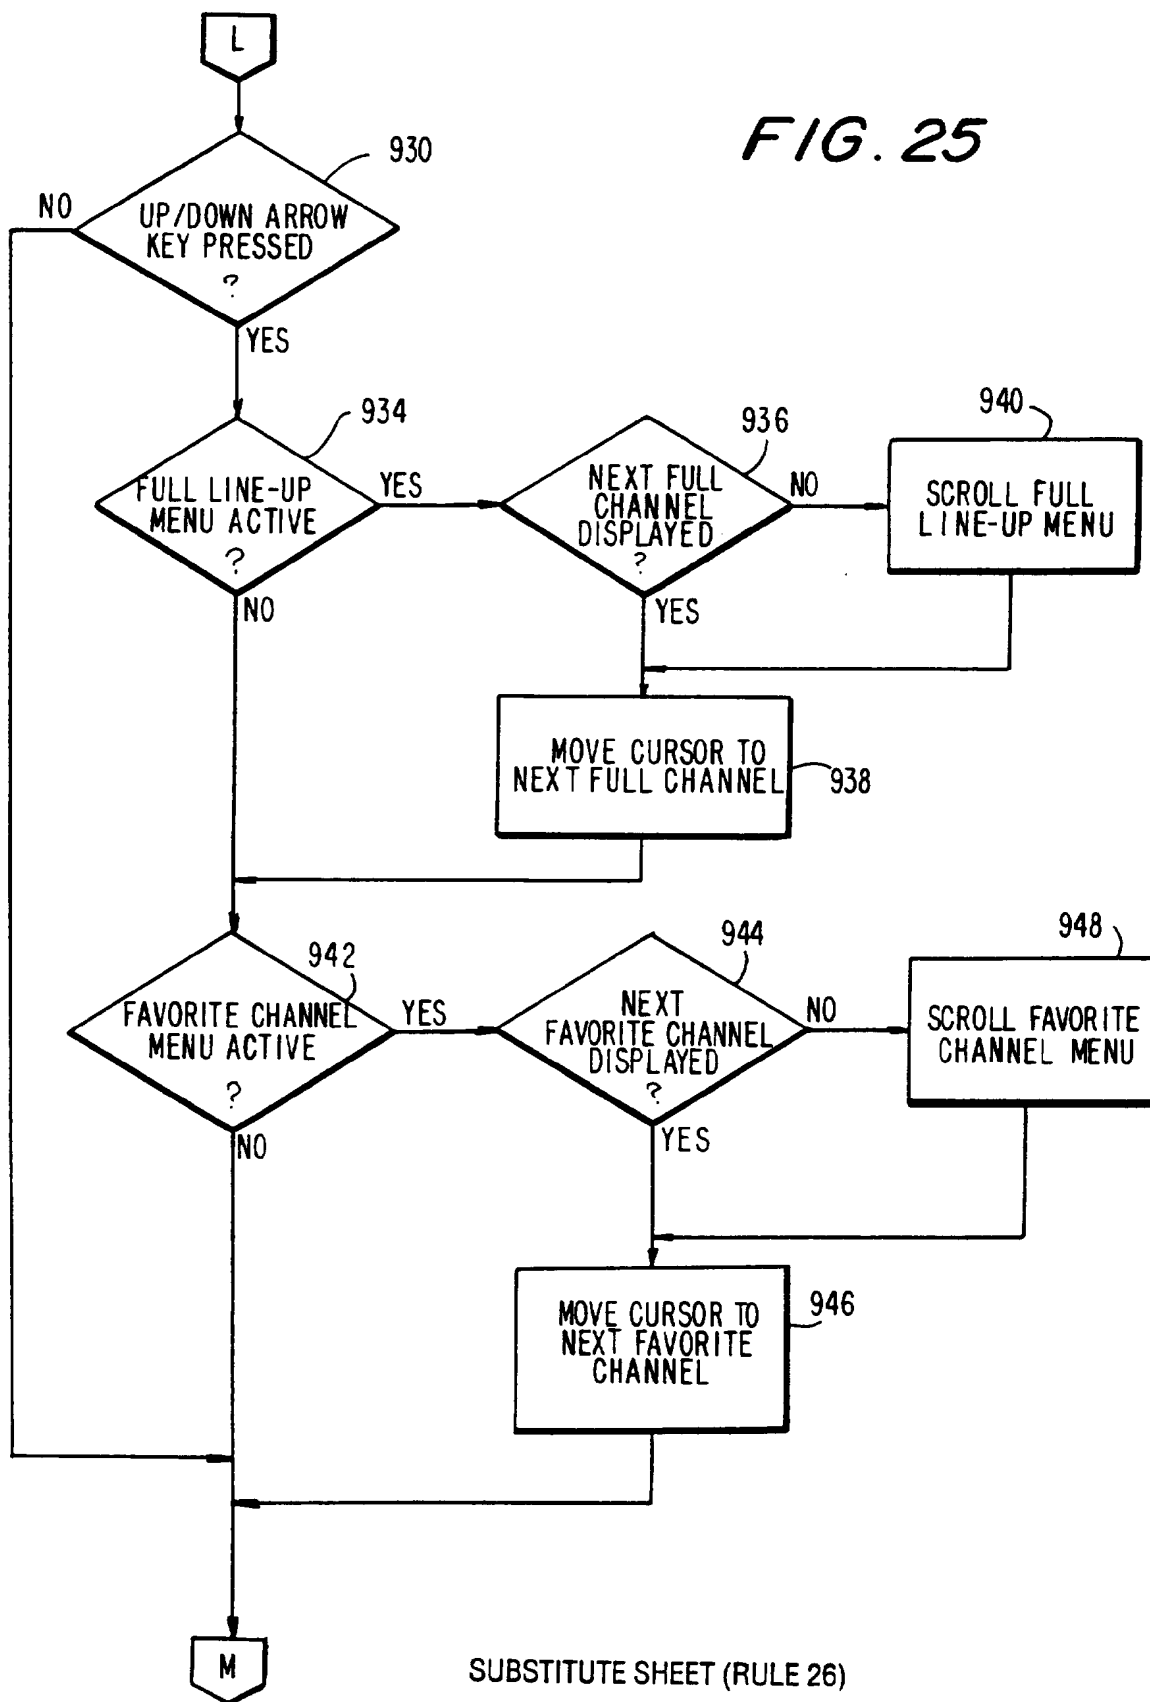 L
FIG. 25
930
NO
UP/DOWN ARROW
KEY PRESSED
?
YES
934
FULL LINE-UP
MENU ACTIVE
?
YES
NO
936
NEXT FULL
CHANNEL
DISPLAYED
?
NO
YES
940
SCROLL FULL
LINE-UP MENU
MOVE CURSOR TO
NEXT FULL CHANNEL
938
942
FAVORITE CHANNEL
MENU ACTIVE
?
YES
NO
944
NEXT
FAVORITE CHANNEL
DISPLAYED
?
NO
YES
948
SCROLL FAVORITE
CHANNEL MENU
MOVE CURSOR TO
NEXT FAVORITE
CHANNEL
946
M
SUBSTITUTE SHEET (RULE 26)